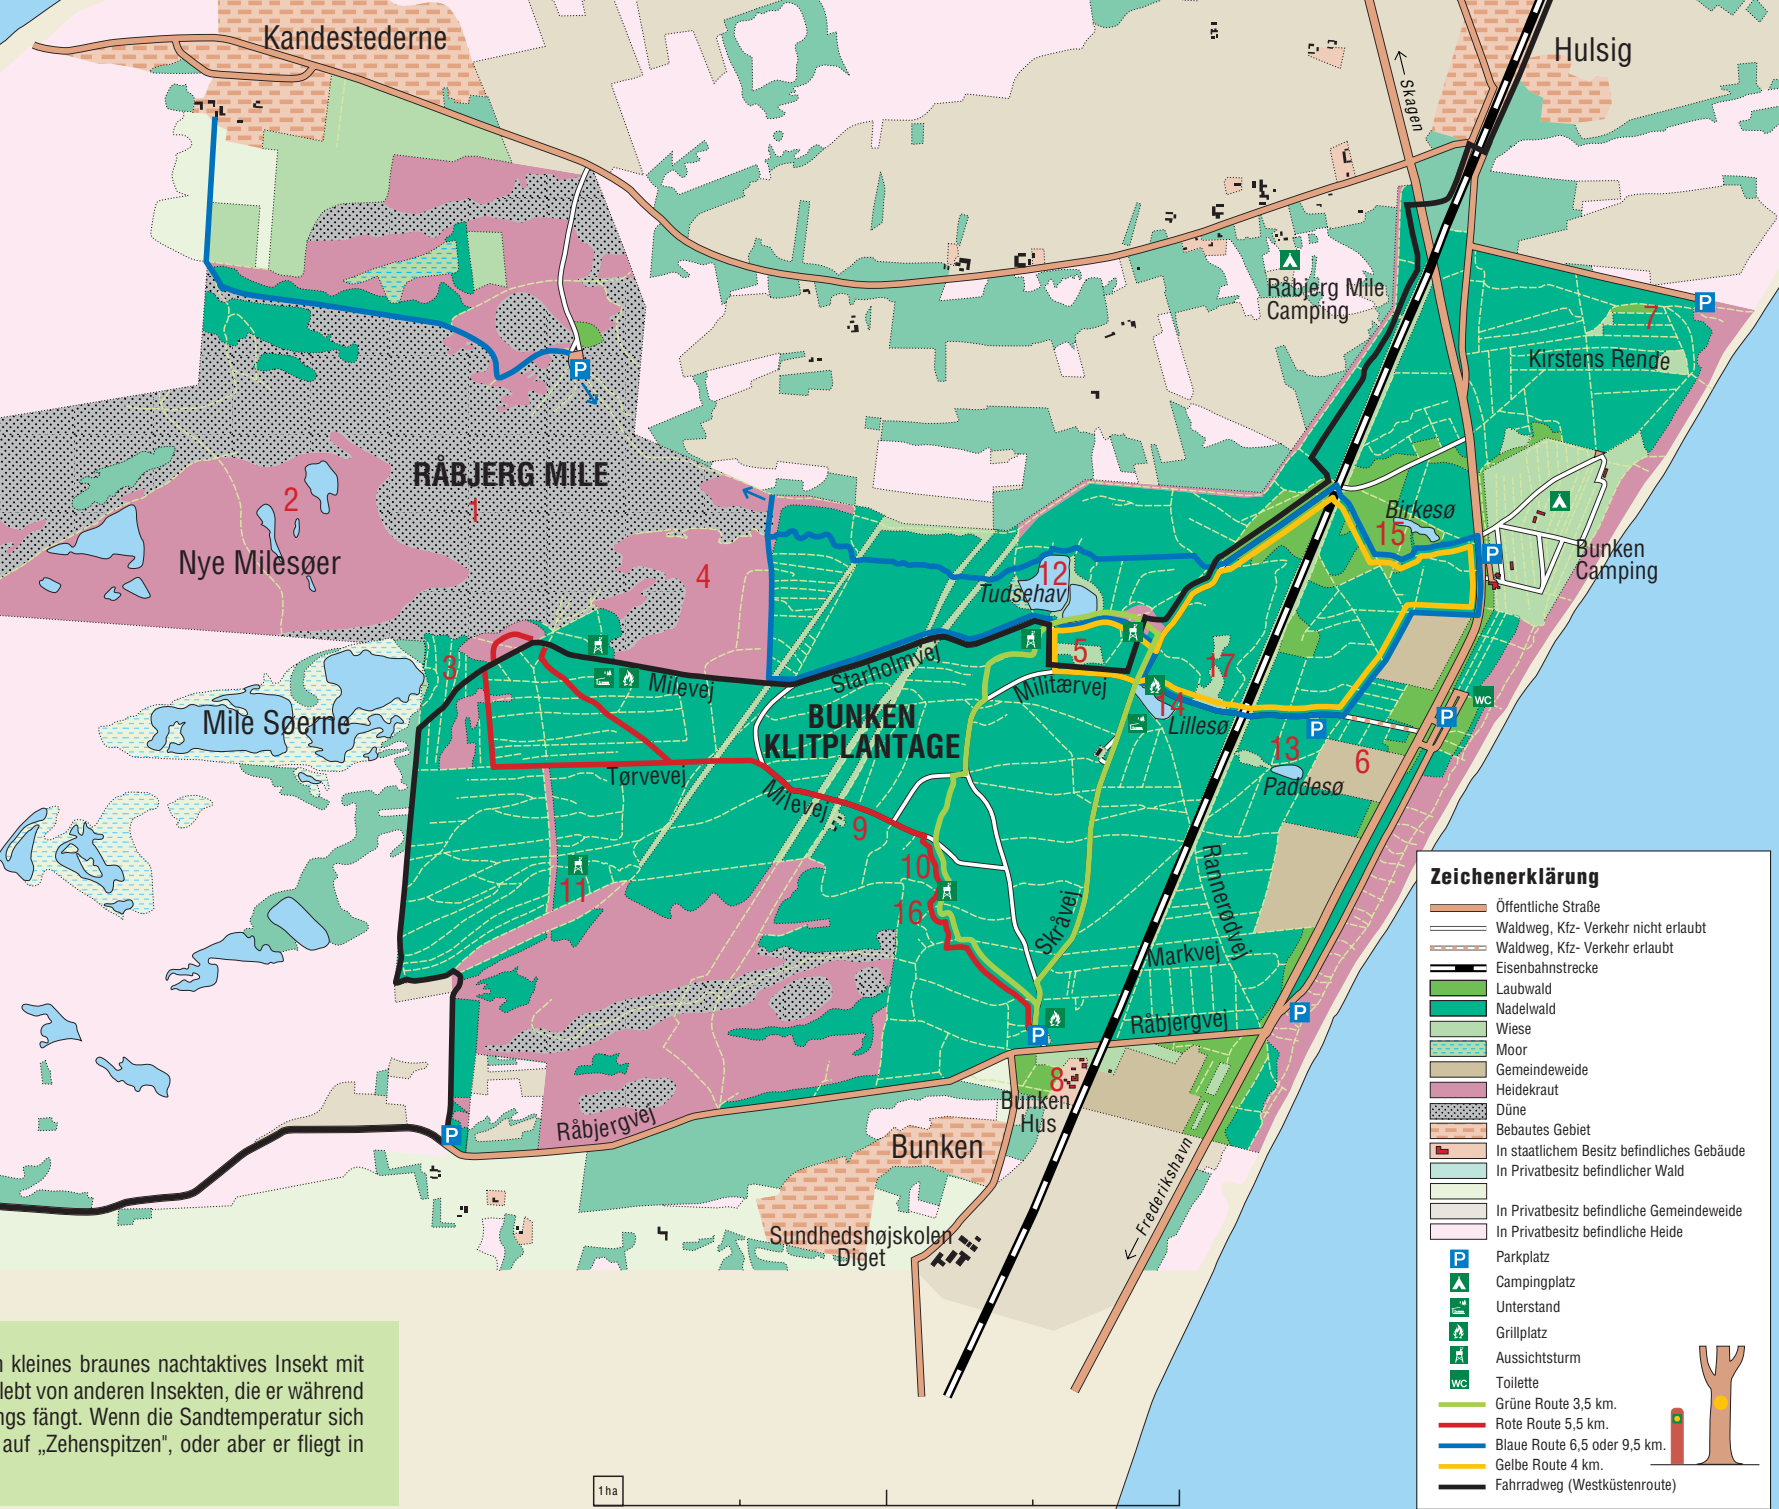 Kandestederne
Hulsig
← Skagen
Råbjerg Mile
Camping
7
Kirstens Rende
P
P
RÅBJERG MILE
1
2
Nye Milesøer
4
Birkesø
15
P
Bunken
Camping
12
Tudsehav
3
5
17
Milevej
Starholmvej
Militærvej
14
Lillesø
WC
P
P
Mile Søerne
BUNKEN
KLITPLANTAGE
Tørvevej
13
6
Paddesø
Milevej
9
10
11
16
Skråvej
Rannerødvej
Markvej
P
Råbjergvej
P
8
Bunken
Hus
P
Råbjergvej
Bunken
← Frederikshavn
Sundhedshøjskolen
Diget
n kleines braunes nachtaktives Insekt mit
lebt von anderen Insekten, die er während
ngs fängt. Wenn die Sandtemperatur sich
auf „Zehenspitzen", oder aber er fliegt in
1 ha
Zeichenerklärung
Öffentliche Straße
Waldweg, Kfz- Verkehr nicht erlaubt
Waldweg, Kfz- Verkehr erlaubt
Eisenbahnstrecke
Laubwald
Nadelwald
Wiese
Moor
Gemeindeweide
Heidekraut
Düne
Bebautes Gebiet
In staatlichem Besitz befindliches Gebäude
In Privatbesitz befindlicher Wald
In Privatbesitz befindliche Gemeindeweide
In Privatbesitz befindliche Heide
P Parkplatz
Campingplatz
Unterstand
Grillplatz
Aussichtsturm
WC Toilette
Grüne Route 3,5 km.
Rote Route 5,5 km.
Blaue Route 6,5 oder 9,5 km.
Gelbe Route 4 km.
Fahrradweg (Westküstenroute)